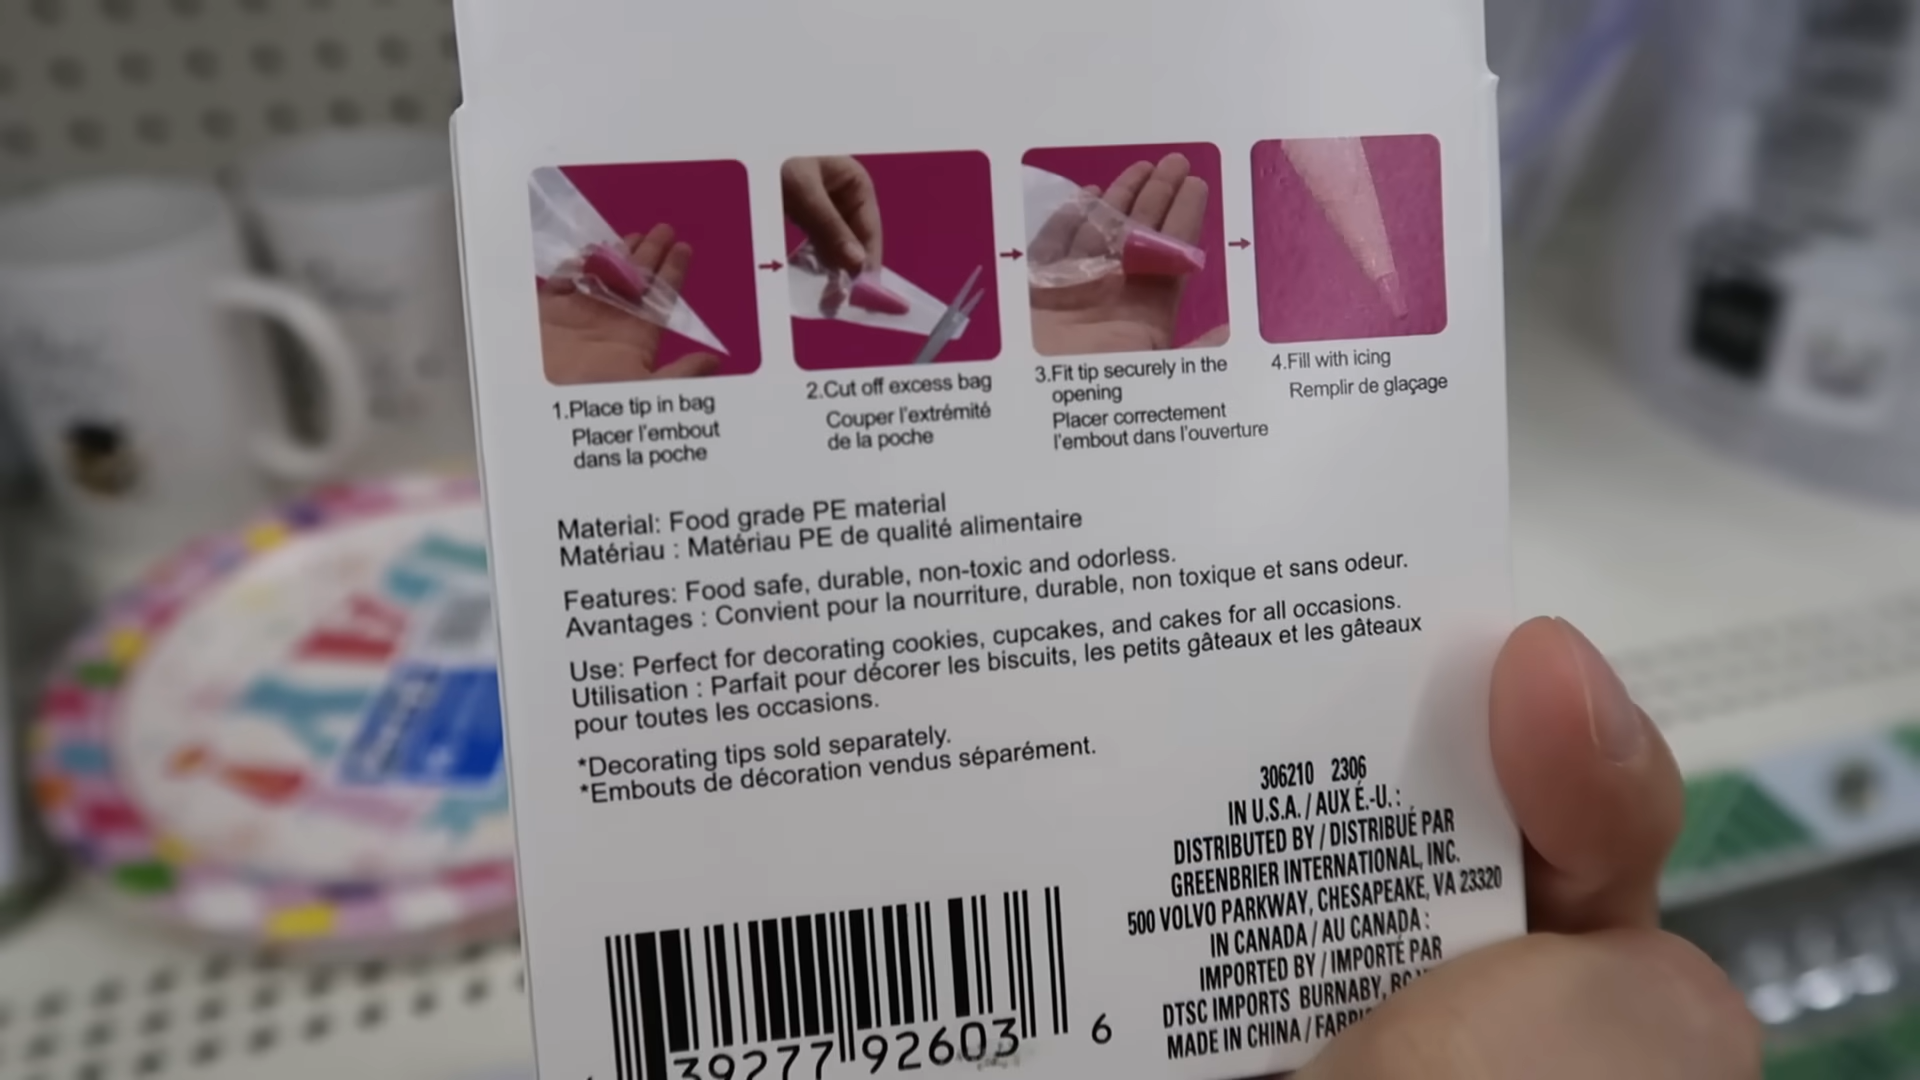 1.Place tip in bag
Placer l'embout
dans la poche
2.Cut off excess bag
Couper l'extrémité
de la poche
3.Fit tip securely in the
opening
Placer correctement
l'embout dans l'ouverture
4.Fill with icing
Remplir de glaçage
Material: Food grade PE material
Matériau : Matériau PE de qualité alimentaire
Features: Food safe, durable, non-toxic and odorless.
Avantages : Convient pour la nourriture, durable, non toxique et sans odeur.
Use: Perfect for decorating cookies, cupcakes, and cakes for all occasions.
Utilisation : Parfait pour décorer les biscuits, les petits gâteaux et les gâteaux
pour toutes les occasions.
*Decorating tips sold separately.
*Embouts de décoration vendus séparément.
306210 2306
IN U.S.A. / AUX É.-U. :
DISTRIBUTED BY / DISTRIBUÉ PAR
GREENBRIER INTERNATIONAL, INC.
500 VOLVO PARKWAY, CHESAPEAKE, VA 23320
IN CANADA / AU CANADA :
IMPORTED BY / IMPORTÉ PAR
DTSC IMPORTS BURNABY,
MADE IN CHINA /
39277 92603 6